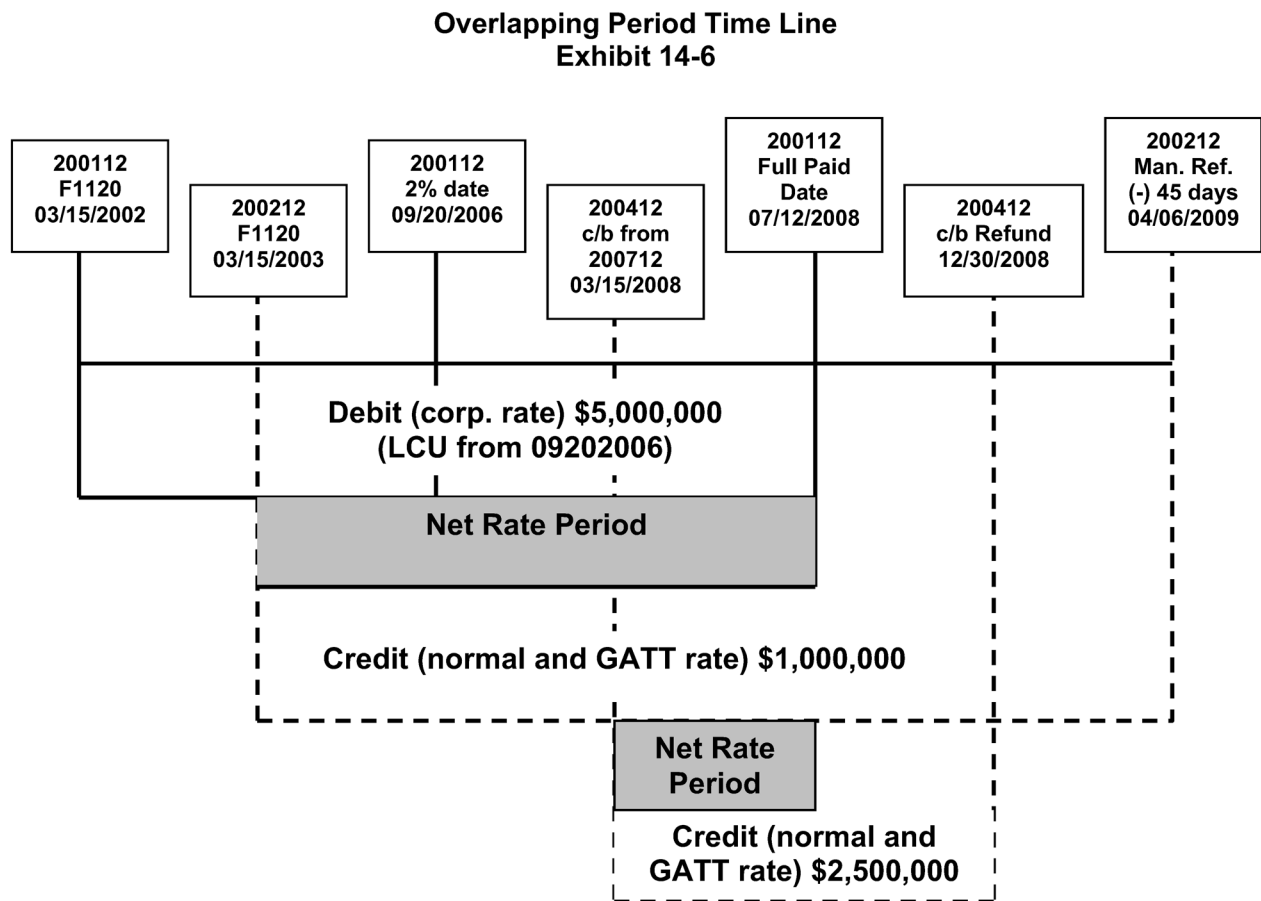 Overlapping Period Time Line
Exhibit 14-6
200112
F1120
03/15/2002
200212
F1120
03/15/2003
200112
2% date
09/20/2006
200412
c/b from
200712
03/15/2008
200112
Full Paid
Date
07/12/2008
200412
c/b Refund
12/30/2008
200212
Man. Ref.
(-) 45 days
04/06/2009
Debit (corp. rate) $5,000,000
(LCU from 09202006)
Net Rate Period
Credit (normal and GATT rate) $1,000,000
Net Rate
Period
Credit (normal and
GATT rate) $2,500,000